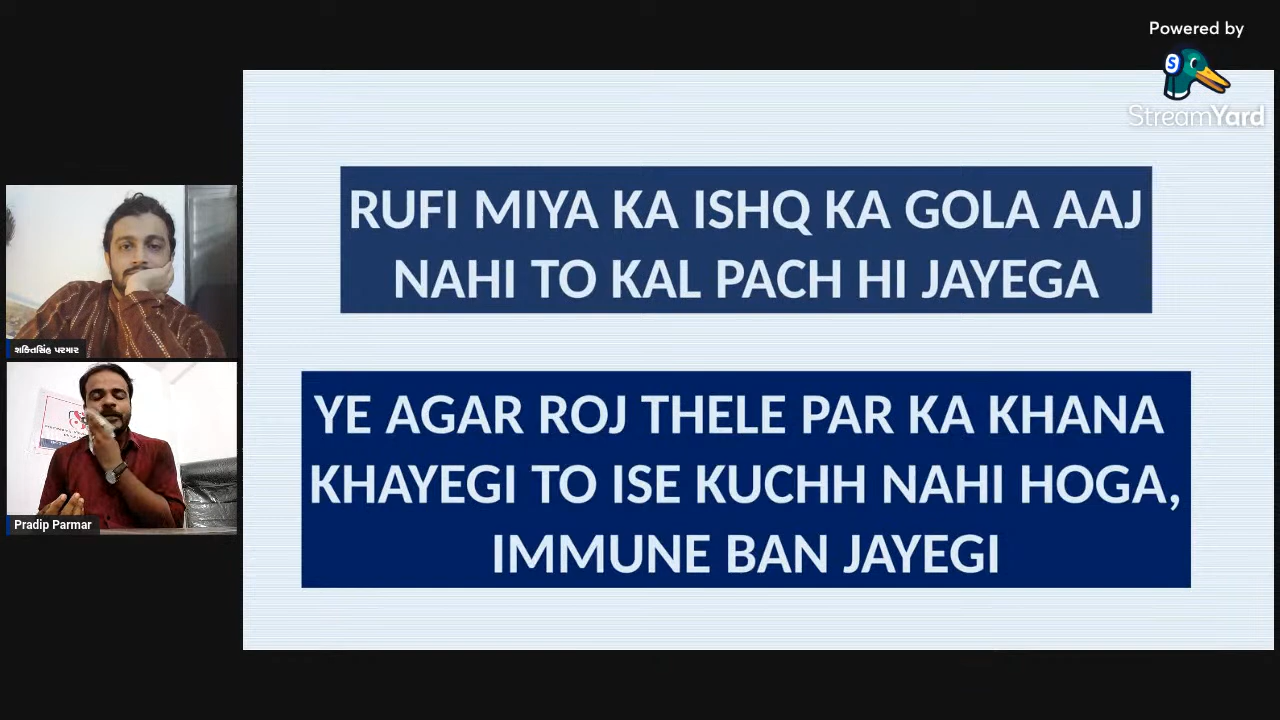 Powered by
S
StreamYard
RUFI MIYA KA ISHQ KA GOLA AAJ
NAHI TO KAL PACH HI JAYEGA
YE AGAR ROJ THELE PAR KA KHANA
KHAYEGI TO ISE KUCHH NAHI HOGA,
IMMUNE BAN JAYEGI
શક્તિસિંહ પરમાર
Pradip Parmar